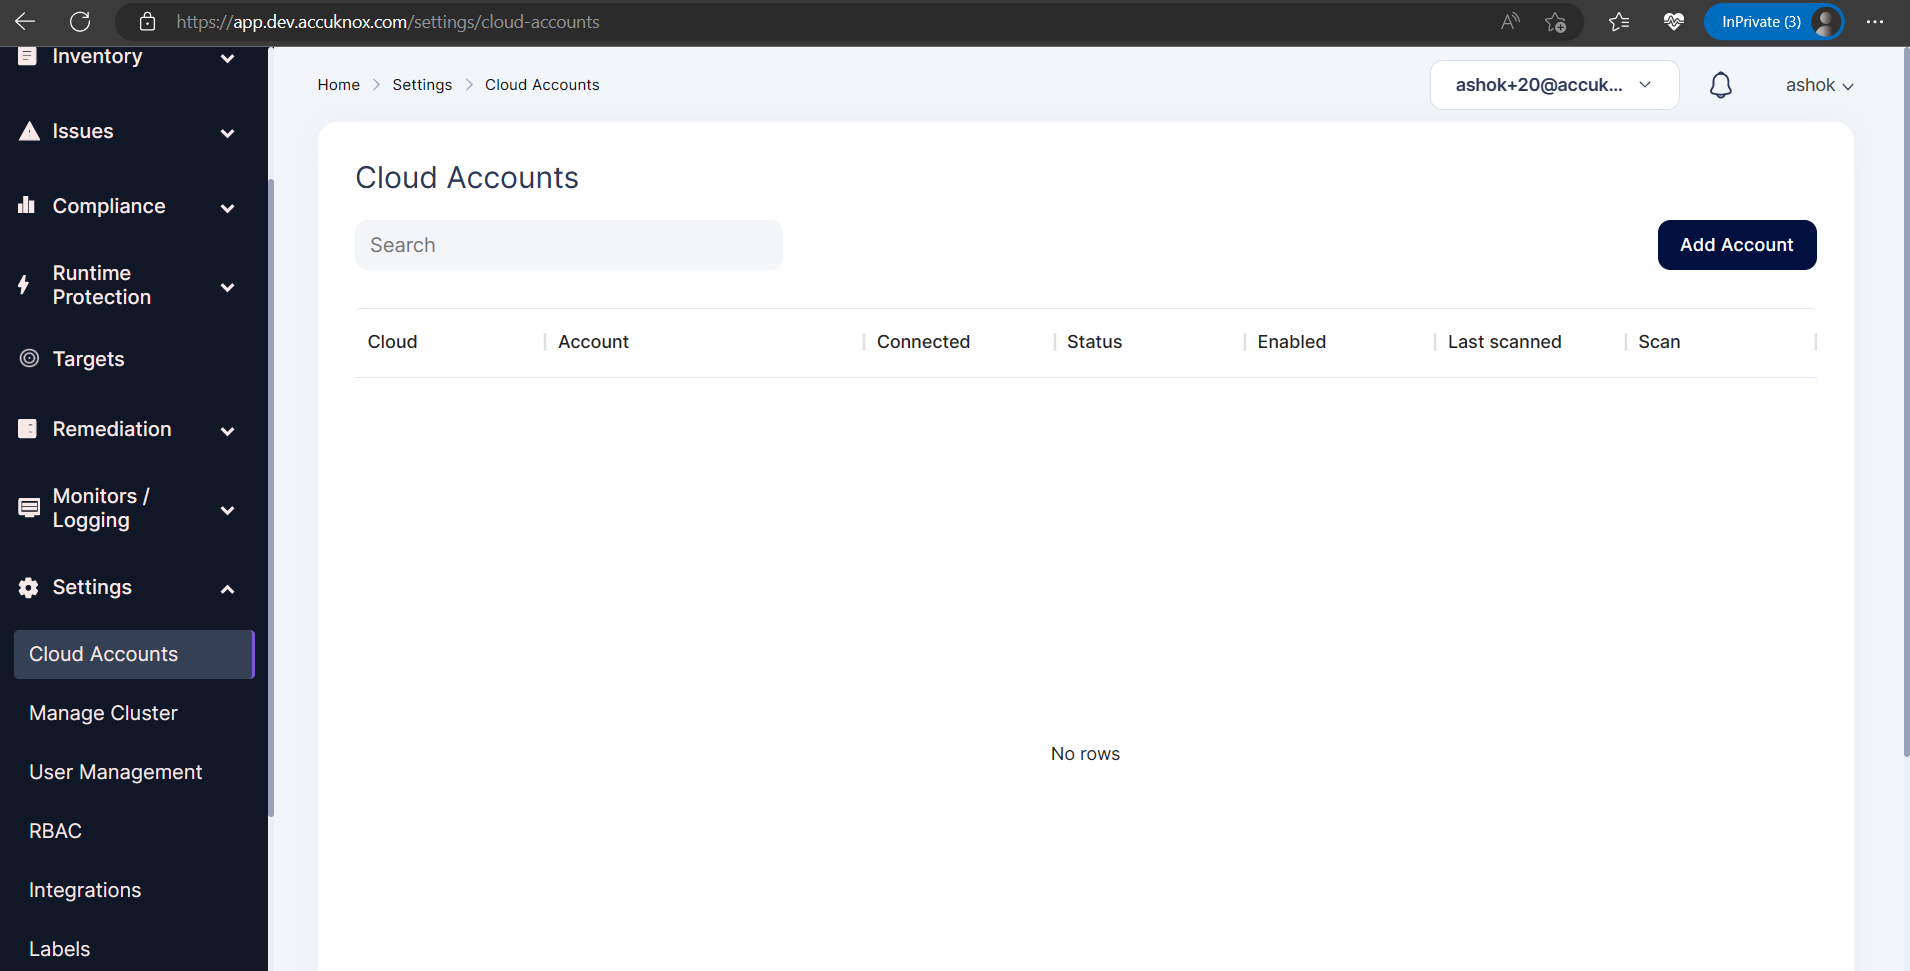 https://app.dev.accuknox.com/settings/cloud-accounts
InPrivate (3)
Inventory
Issues
Compliance
Runtime
Protection
Targets
Remediation
Monitors /
Logging
Settings
Cloud Accounts
Manage Cluster
User Management
RBAC
Integrations
Labels
Home > Settings > Cloud Accounts
ashok+20@accuk...
ashok
Cloud Accounts
Search
Add Account
Cloud Account Connected Status Enabled Last scanned Scan
No rows